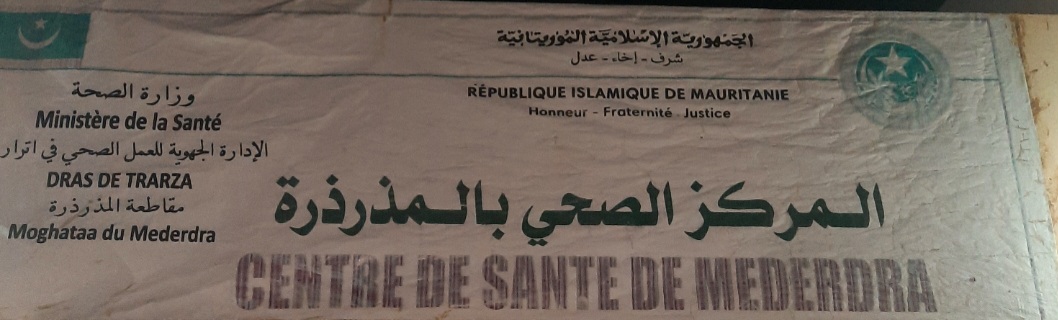 الجمهورية الإسلامية الموريتانية
شرف - إخاء - عدل
RÉPUBLIQUE ISLAMIQUE DE MAURITANIE
Honneur - Fraternité - Justice
وزارة الصحة
Ministère de la Santé
الإدارة الجهوية للعمل الصحي في اترار
DRAS DE TRARZA
مقاطعة المذرذرة
Moghataa du Mederdra
المركز الصحي بالمذرذرة
CENTRE DE SANTE DE MEDERDRA